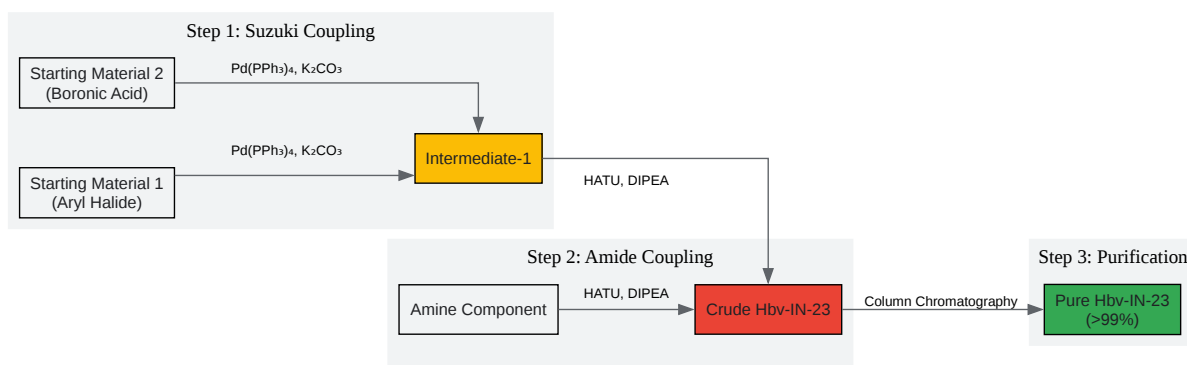 Step 1: Suzuki Coupling
Starting Material 2
(Boronic Acid)
Pd(PPh₃)₄, K₂CO₃
Pd(PPh₃)₄, K₂CO₃
Starting Material 1
(Aryl Halide)
Intermediate-1
HATU, DIPEA
Step 2: Amide Coupling
Amine Component
HATU, DIPEA
Crude Hbv-IN-23
Column Chromatography
Step 3: Purification
Pure Hbv-IN-23
(>99%)